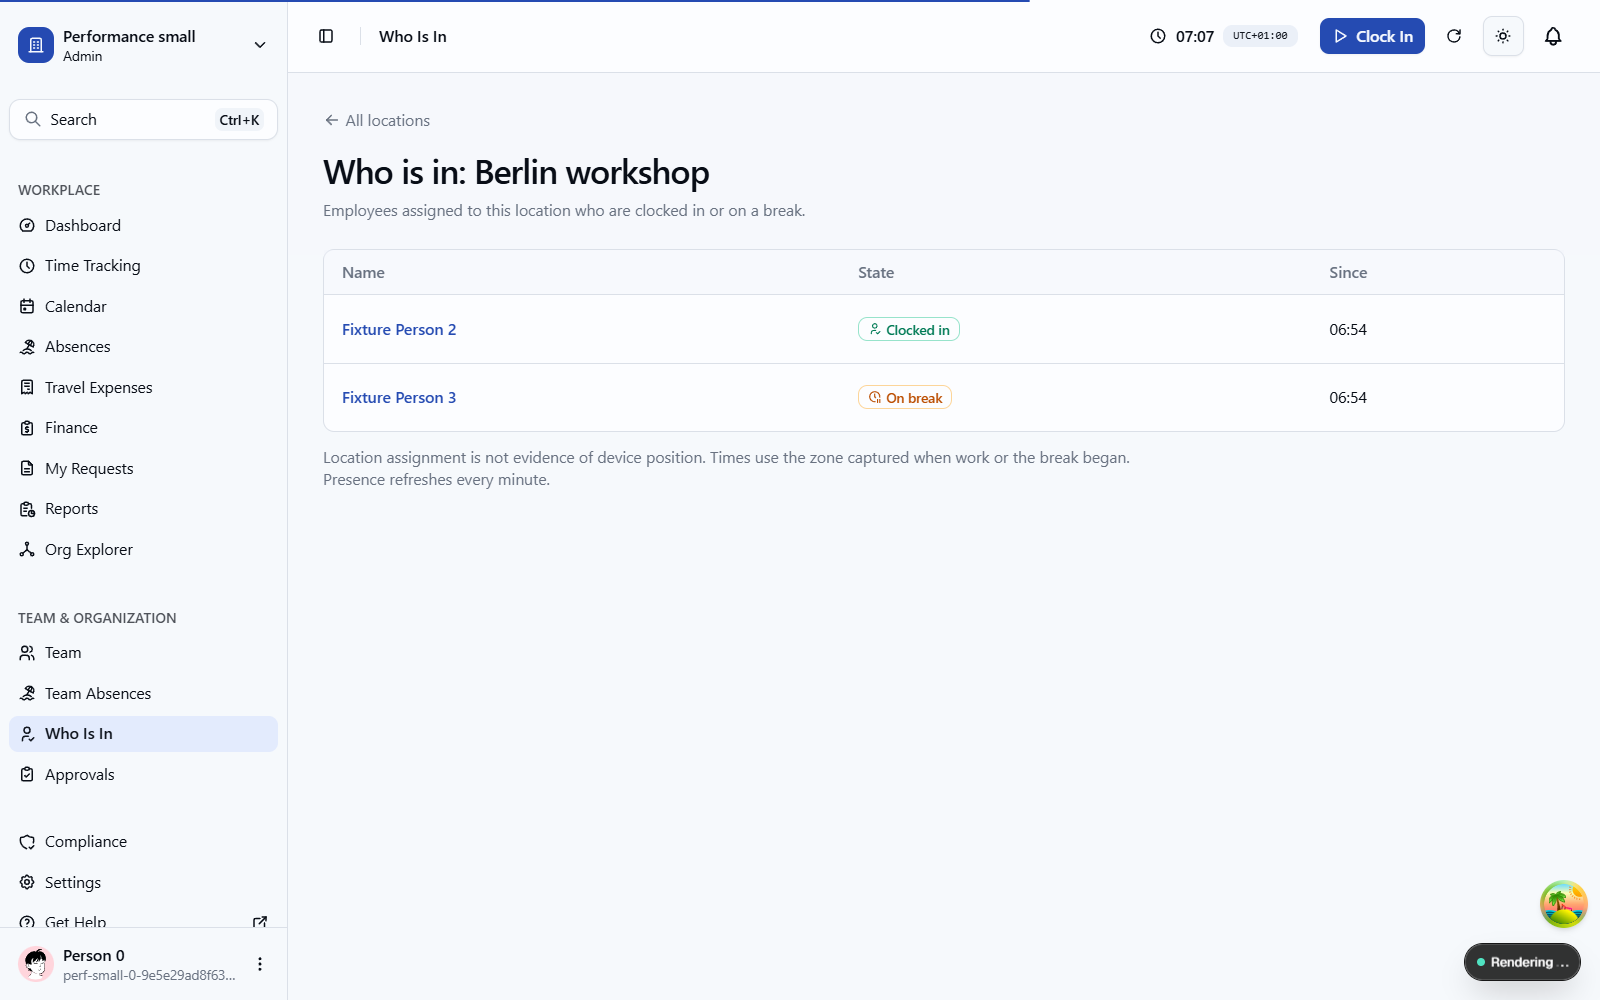 Performance small
Admin
Search
Ctrl+K
WORKPLACE
Dashboard
Time Tracking
Calendar
Absences
Travel Expenses
Finance
My Requests
Reports
Org Explorer
TEAM & ORGANIZATION
Team
Team Absences
Who Is In
Approvals
Compliance
Settings
Get Help
Person 0
perf-small-0-9e5e29ad8f63...
Who Is In
07:07
UTC+01:00
Clock In
All locations
Who is in: Berlin workshop
Employees assigned to this location who are clocked in or on a break.
Name State Since
Fixture Person 2 Clocked in 06:54
Fixture Person 3 On break 06:54
Location assignment is not evidence of device position. Times use the zone captured when work or the break began.
Presence refreshes every minute.
Rendering ...